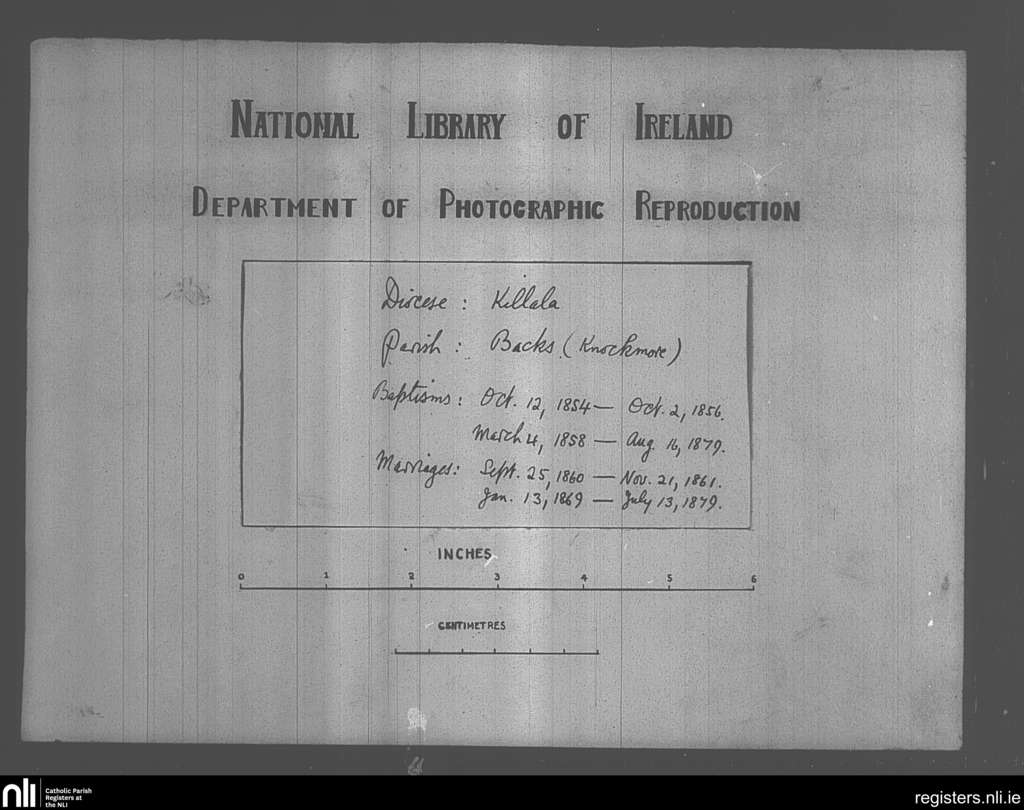 NATIONAL LIBRARY OF IRELAND
DEPARTMENT OF PHOTOGRAPHIC REPRODUCTION
Diocese : Killala
Parish : Backs (Knockmore)
Baptisms : Oct. 12, 1854 — Oct. 2, 1856.
March 4, 1858 — Aug. 16, 1879.
Marriages : Sept. 25, 1860 — Nov. 21, 1861.
Jan. 13, 1869 — July 13, 1879.
INCHES
0 1 2 3 4 5 6
CENTIMETRES
nli Catholic Parish
Registers at
the NLI
registers.nli.ie